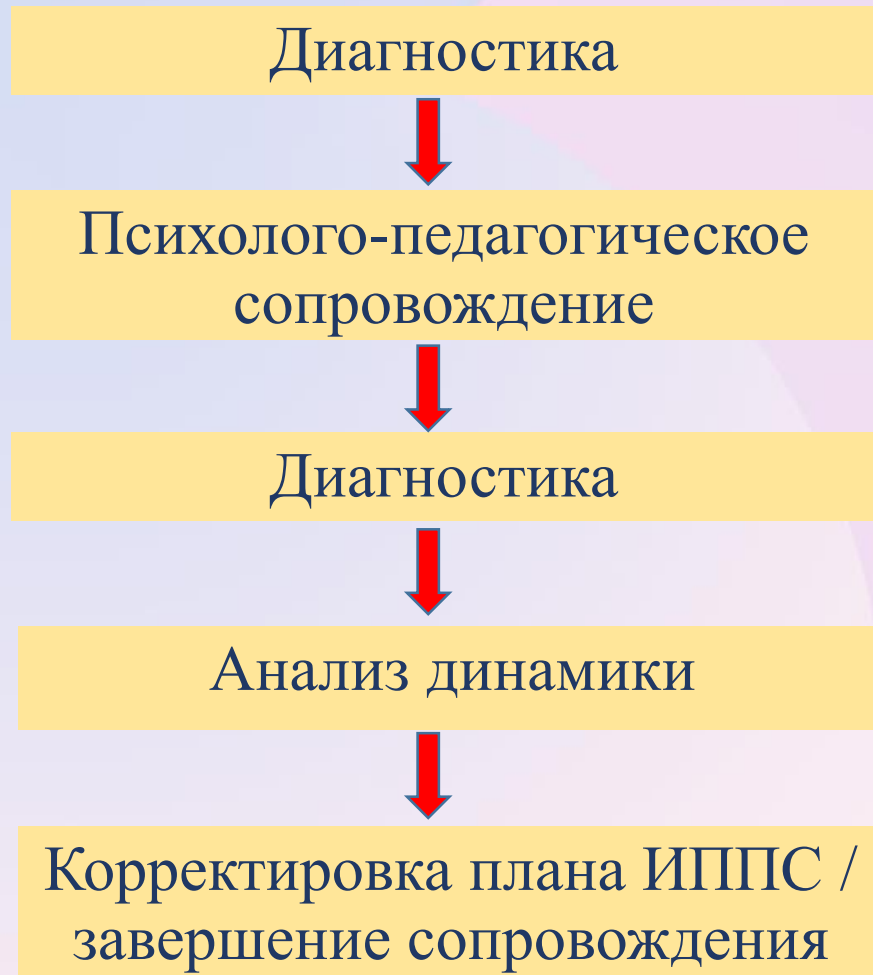 Диагностика
Психолого-педагогическое
сопровождение
Диагностика
Анализ динамики
Корректировка плана ИППС /
завершение сопровождения